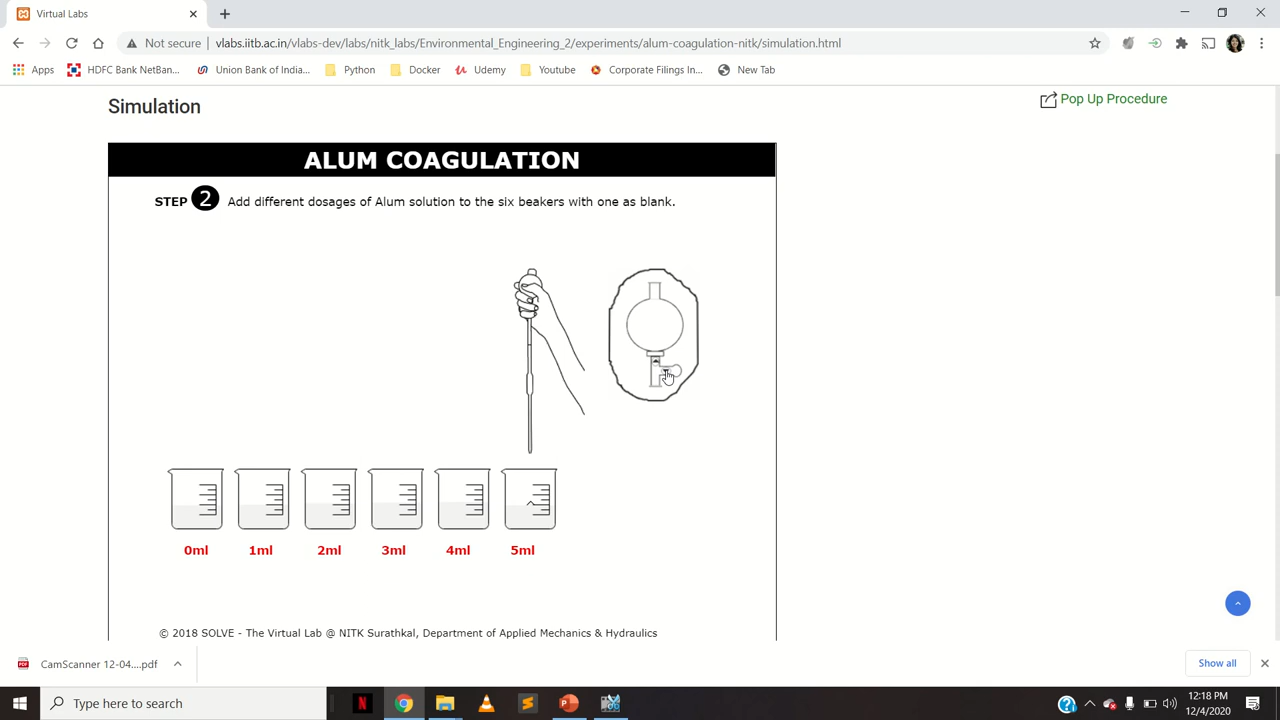 Virtual Labs
Not secure
vlabs.iitb.ac.in/vlabs-dev/labs/nitk_labs/Environmental_Engineering_2/experiments/alum-coagulation-nitk/simulation.html
Apps HDFC Bank NetBan... Union Bank of India... Python Docker Udemy Youtube Corporate Filings In... New Tab
Simulation
Pop Up Procedure
ALUM COAGULATION
STEP 2 Add different dosages of Alum solution to the six beakers with one as blank.
0ml 1ml 2ml 3ml 4ml 5ml
© 2018 SOLVE - The Virtual Lab @ NITK Surathkal, Department of Applied Mechanics & Hydraulics
CamScanner 12-04....pdf
Show all
Type here to search
12:18 PM
12/4/2020